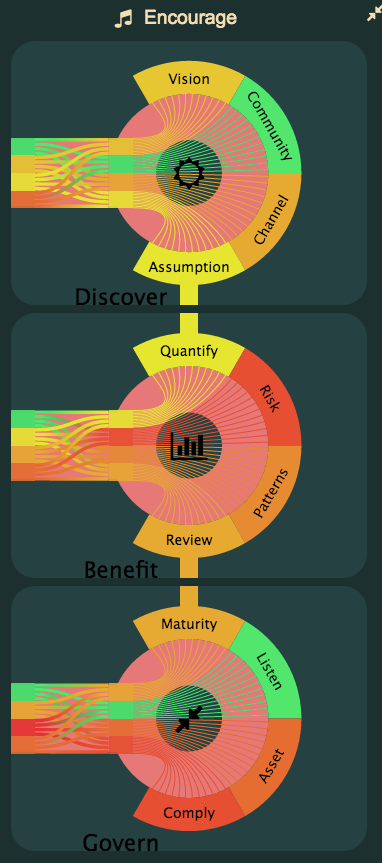 Encourage
Vision
Community
Channel
Assumption
Discover
Quantify
Risk
Patterns
Review
Benefit
Maturity
Listen
Asset
Comply
Govern